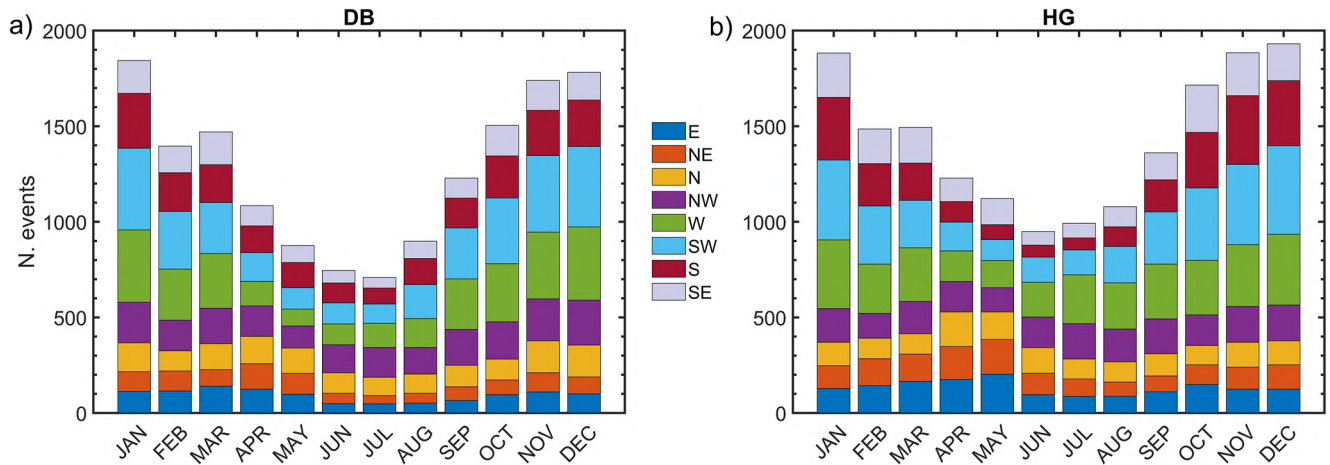 a)
DB
N. events
2000
1500
1000
500
0
JAN
FEB
MAR
APR
MAY
JUN
JUL
AUG
SEP
OCT
NOV
DEC
E
NE
N
NW
W
SW
S
SE
b)
HG
2000
1500
1000
500
0
JAN
FEB
MAR
APR
MAY
JUN
JUL
AUG
SEP
OCT
NOV
DEC